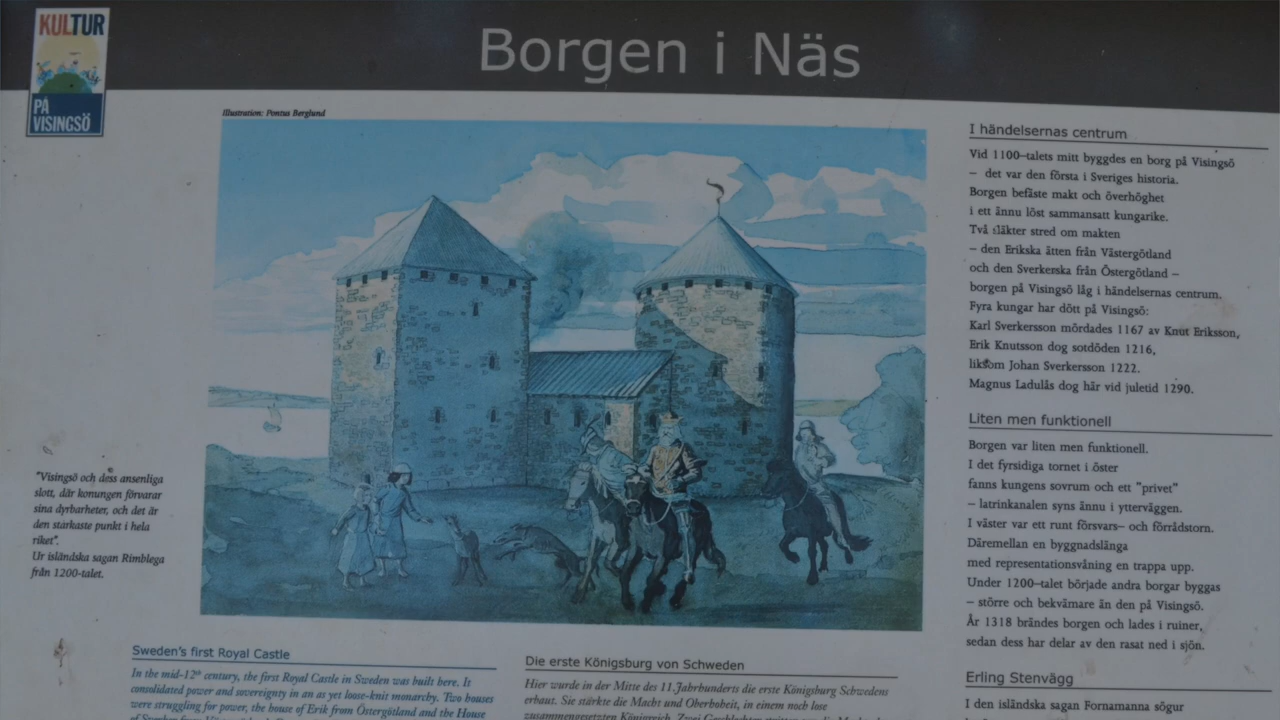 KULTUR
PÅ
VISINGSÖ
Borgen i Näs
Illustration: Pontus Berglund
"Visingsö och dess ansenliga
slott, där konungen förvarar
sina dyrbarheter, och det är
den starkaste punkt i hela
riket".
Ur isländska sagan Rimblega
från 1200-talet.
Sweden's first Royal Castle
In the mid-12th century, the first Royal Castle in Sweden was built here. It
consolidated power and sovereignty in an as yet loose-knit monarchy. Two houses
were struggling for power, the house of Erik from Östergötland and the House
Die erste Königsburg von Schweden
Hier wurde in der Mitte des 11.Jahrhunderts die erste Königsburg Schwedens
erbaut. Sie stärkte die Macht und Oberhoheit, in einem noch lose
zusammengesetzten Königreich. Zwei Geschlechter
I händelsernas centrum
Vid 1100-talets mitt byggdes en borg på Visingsö
– det var den första i Sveriges historia.
Borgen befäste makt och överhöghet
i ett ännu löst sammansatt kungarike.
Två släkter stred om makten
– den Erikska ätten från Västergötland
och den Sverkerska från Östergötland –
borgen på Visingsö låg i händelsernas centrum.
Fyra kungar har dött på Visingsö:
Karl Sverkersson mördades 1167 av Knut Eriksson,
Erik Knutsson dog sotdöden 1216,
liksom Johan Sverkersson 1222.
Magnus Ladulås dog här vid juletid 1290.
Liten men funktionell
Borgen var liten men funktionell.
I det fyrsidiga tornet i öster
fanns kungens sovrum och ett "privet"
– latrinkanalen syns ännu i ytterväggen.
I väster var ett runt försvars- och förrådstorn.
Däremellan en byggnadslänga
med representationsvåning en trappa upp.
Under 1200-talet började andra borgar byggas
– större och bekvämare än den på Visingsö.
År 1318 brändes borgen och lades i ruiner,
sedan dess har delar av den rasat ned i sjön.
Erling Stenvägg
I den isländska sagan Fornamanna sögur